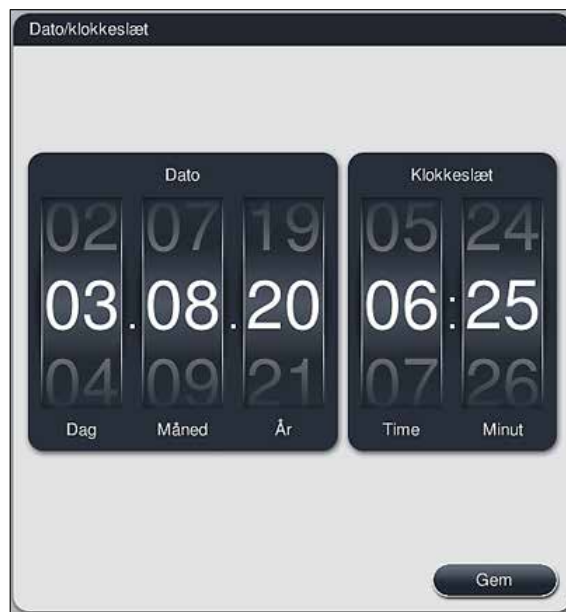 Dato/klokkeslæt
Dato Klokkeslæt
02 07 19 05 24
03.08.20 06:25
04 09 21 07 26
Dag Måned År Time Minut
Gem